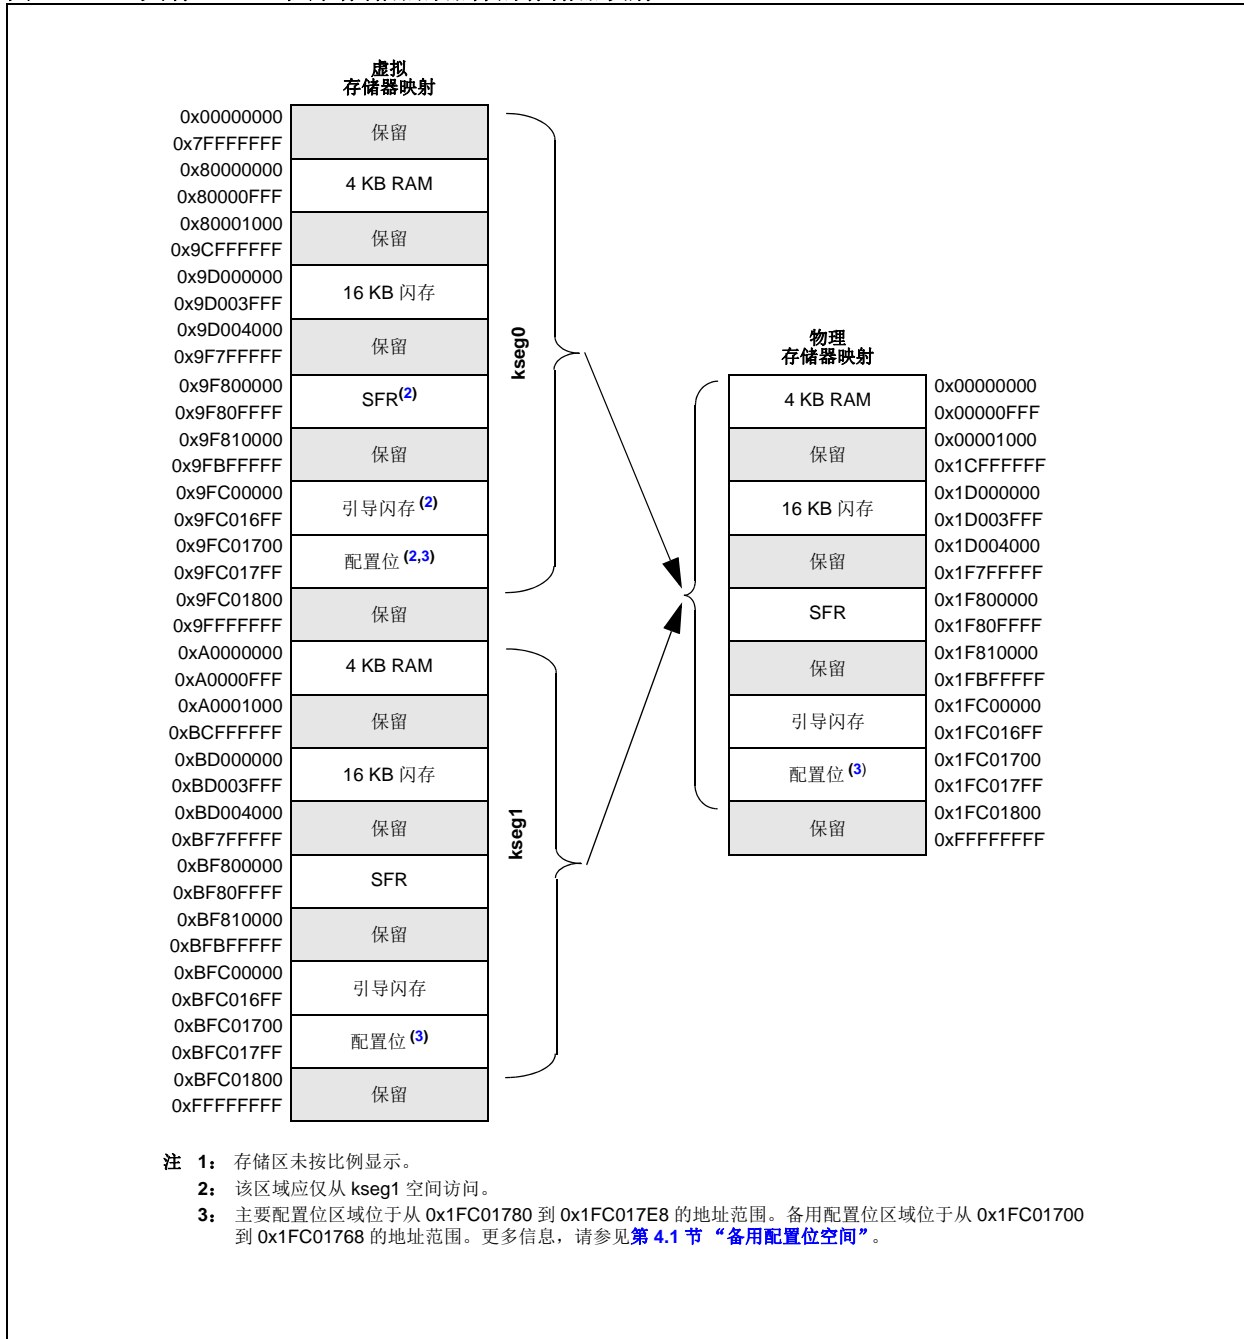 虚拟
存储器映射
0x00000000
0x7FFFFFFF
保留
0x80000000
0x80000FFF
4 KB RAM
0x80001000
0x9CFFFFFF
保留
0x9D000000
0x9D003FFF
16 KB 闪存
0x9D004000
0x9F7FFFFF
保留
0x9F800000
0x9F80FFFF
SFR(2)
0x9F810000
0x9FBFFFFF
保留
0x9FC00000
0x9FC016FF
引导闪存 (2)
0x9FC01700
0x9FC017FF
配置位 (2,3)
0x9FC01800
0x9FFFFFFF
保留
kseg0
0xA0000000
0xA0000FFF
4 KB RAM
0xA0001000
0xBCFFFFFF
保留
0xBD000000
0xBD003FFF
16 KB 闪存
0xBD004000
0xBF7FFFFF
保留
0xBF800000
0xBF80FFFF
SFR
0xBF810000
0xBFBFFFFF
保留
0xBFC00000
0xBFC016FF
引导闪存
0xBFC01700
0xBFC017FF
配置位 (3)
0xBFC01800
0xFFFFFFFF
保留
kseg1
物理
存储器映射
4 KB RAM
0x00000000
0x00000FFF
保留
0x00001000
0x1CFFFFFF
16 KB 闪存
0x1D000000
0x1D003FFF
保留
0x1D004000
0x1F7FFFFF
SFR
0x1F800000
0x1F80FFFF
保留
0x1F810000
0x1FBFFFFF
引导闪存
0x1FC00000
0x1FC016FF
配置位 (3)
0x1FC01700
0x1FC017FF
保留
0x1FC01800
0xFFFFFFFF
注 1： 存储区未按比例显示。
2： 该区域应仅从 kseg1 空间访问。
3： 主要配置位区域位于从 0x1FC01780 到 0x1FC017E8 的地址范围。备用配置位区域位于从 0x1FC01700
到 0x1FC01768 的地址范围。更多信息，请参见第 4.1 节 “备用配置位空间”。